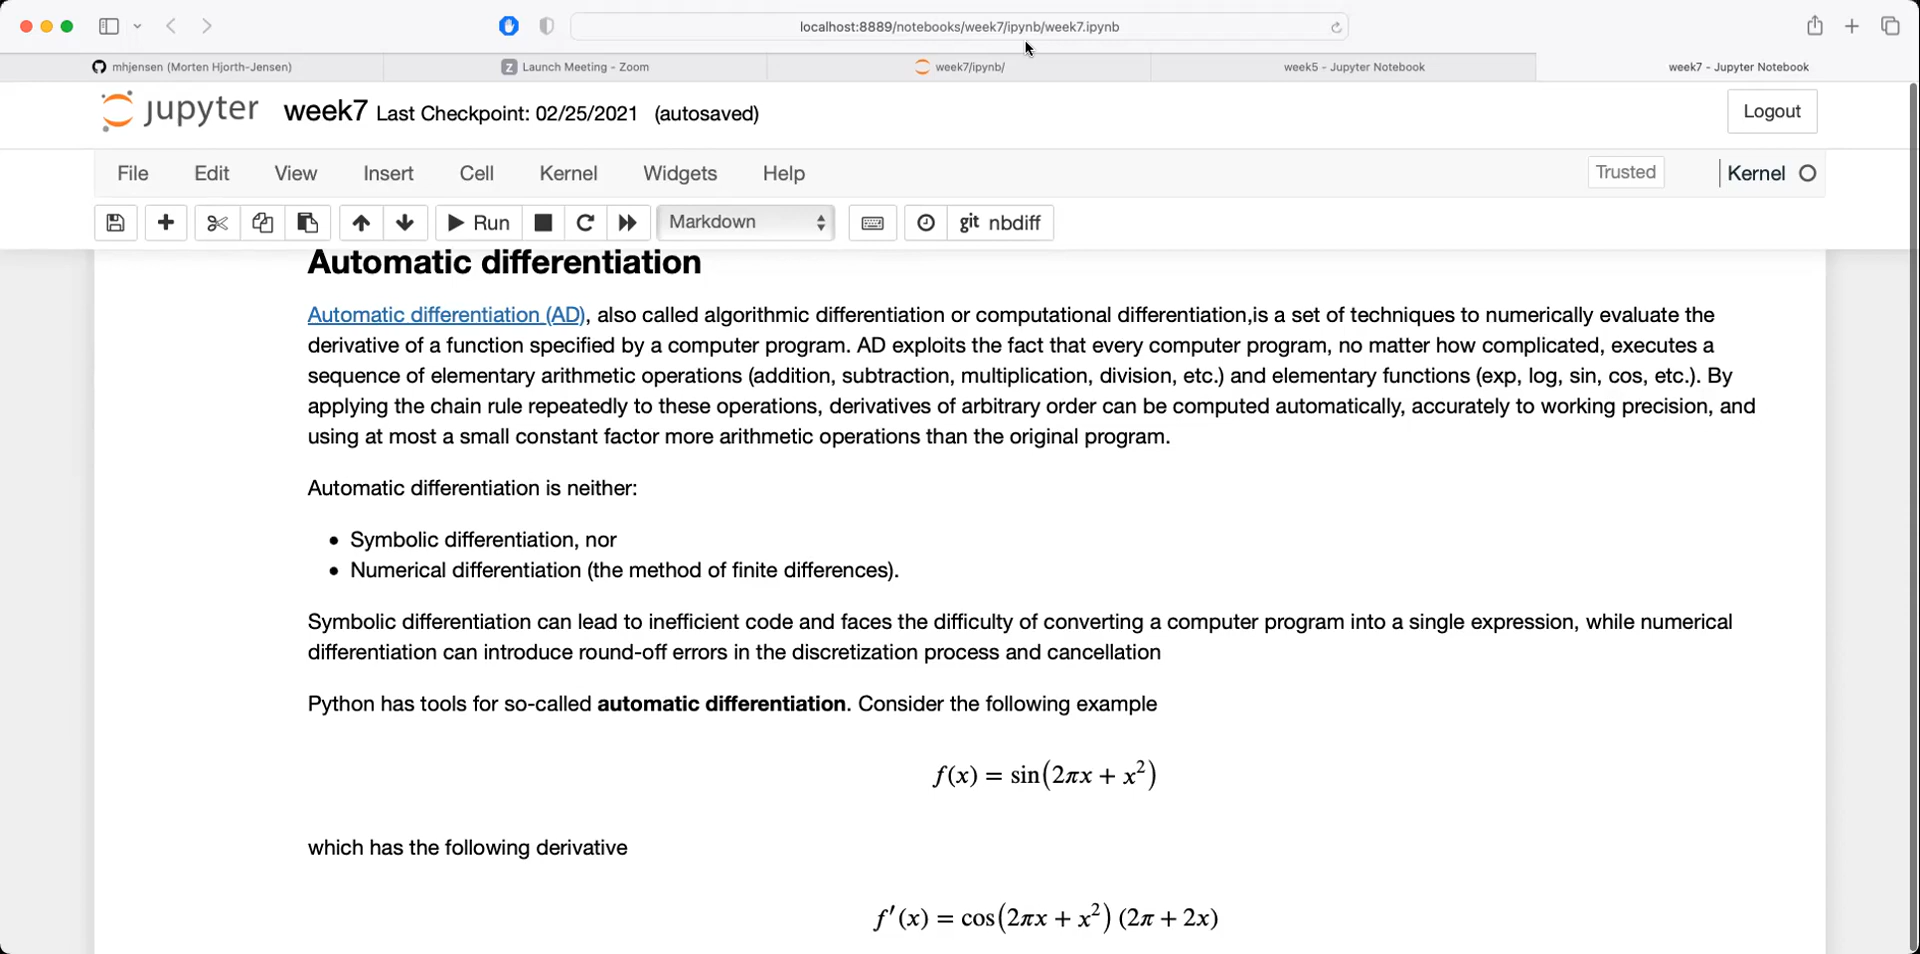 localhost:8889/notebooks/week7/ipynb/week7.ipynb
mhjensen (Morten Hjorth-Jensen)
Z Launch Meeting - Zoom
week7/ipynb/
week5 - Jupyter Notebook
week7 - Jupyter Notebook
jupyter week7 Last Checkpoint: 02/25/2021 (autosaved)
Logout
File Edit View Insert Cell Kernel Widgets Help
Trusted
Kernel
Run
Markdown
git nbdiff
Automatic differentiation
Automatic differentiation (AD), also called algorithmic differentiation or computational differentiation,is a set of techniques to numerically evaluate the
derivative of a function specified by a computer program. AD exploits the fact that every computer program, no matter how complicated, executes a
sequence of elementary arithmetic operations (addition, subtraction, multiplication, division, etc.) and elementary functions (exp, log, sin, cos, etc.). By
applying the chain rule repeatedly to these operations, derivatives of arbitrary order can be computed automatically, accurately to working precision, and
using at most a small constant factor more arithmetic operations than the original program.
Automatic differentiation is neither:
• Symbolic differentiation, nor
• Numerical differentiation (the method of finite differences).
Symbolic differentiation can lead to inefficient code and faces the difficulty of converting a computer program into a single expression, while numerical
differentiation can introduce round-off errors in the discretization process and cancellation
Python has tools for so-called automatic differentiation. Consider the following example
f(x) = sin(2πx + x²)
which has the following derivative
f′(x) = cos(2πx + x²) (2π + 2x)